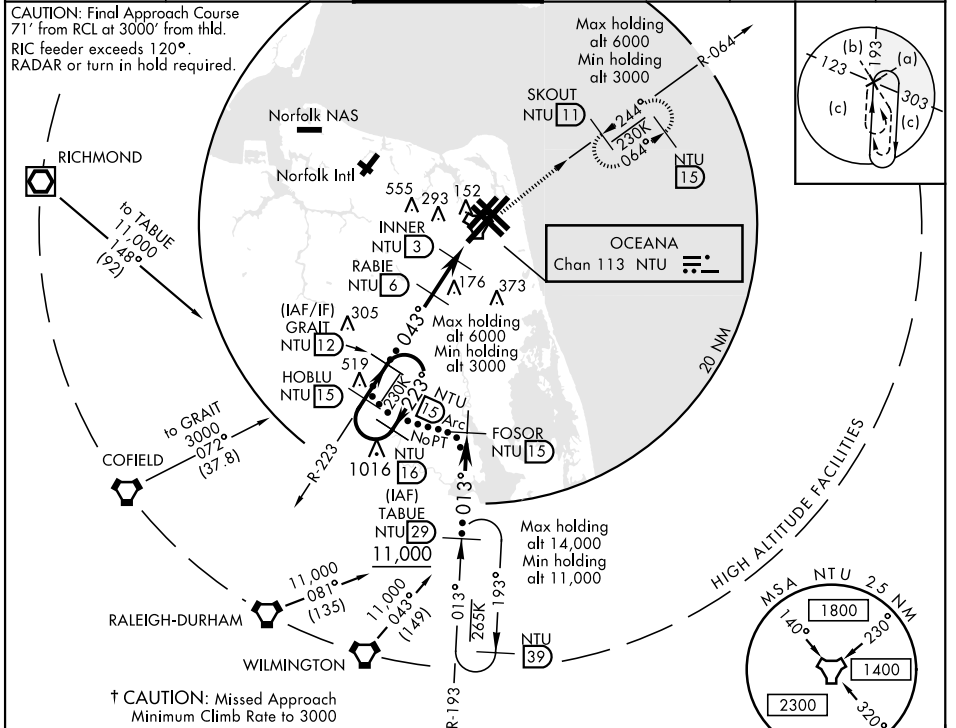 CAUTION: Final Approach Course
71' from RCL at 3000' from thld.
RIC feeder exceeds 120°.
RADAR or turn in hold required.
Max holding
alt 6000
Min holding
alt 3000
R-064
SKOUT
NTU 11
244°
230K
064°
NTU
15
(b)
193
(a)
123
303
(c)
(c)
Norfolk NAS
Norfolk Intl
RICHMOND
to TABUE
11,000
148°
(92)
555
293
152
INNER
NTU 3
RABIE
NTU 6
OCEANA
Chan 113 NTU
176
373
(IAF/IF)
GRAIT
NTU 12
305
043°
Max holding
alt 6000
Min holding
alt 3000
20 NM
HOBLU
NTU 15
519
230K
223°
NTU
15 Arc
NoPT
FOSOR
NTU 15
R-223
1016
NTU
16
to GRAIT
3000
072°
(37.8)
COFIELD
(IAF)
TABUE
NTU 29
11,000
013°
Max holding
alt 14,000
Min holding
alt 11,000
HIGH ALTITUDE FACILITIES
11,000
081°
(135)
RALEIGH-DURHAM
11,000
043°
(149)
WILMINGTON
013°
265K
193°
NTU
39
R-193
MSA NTU 25 NM
1800
140°
230°
1400
2300
320°
† CAUTION: Missed Approach
Minimum Climb Rate to 3000